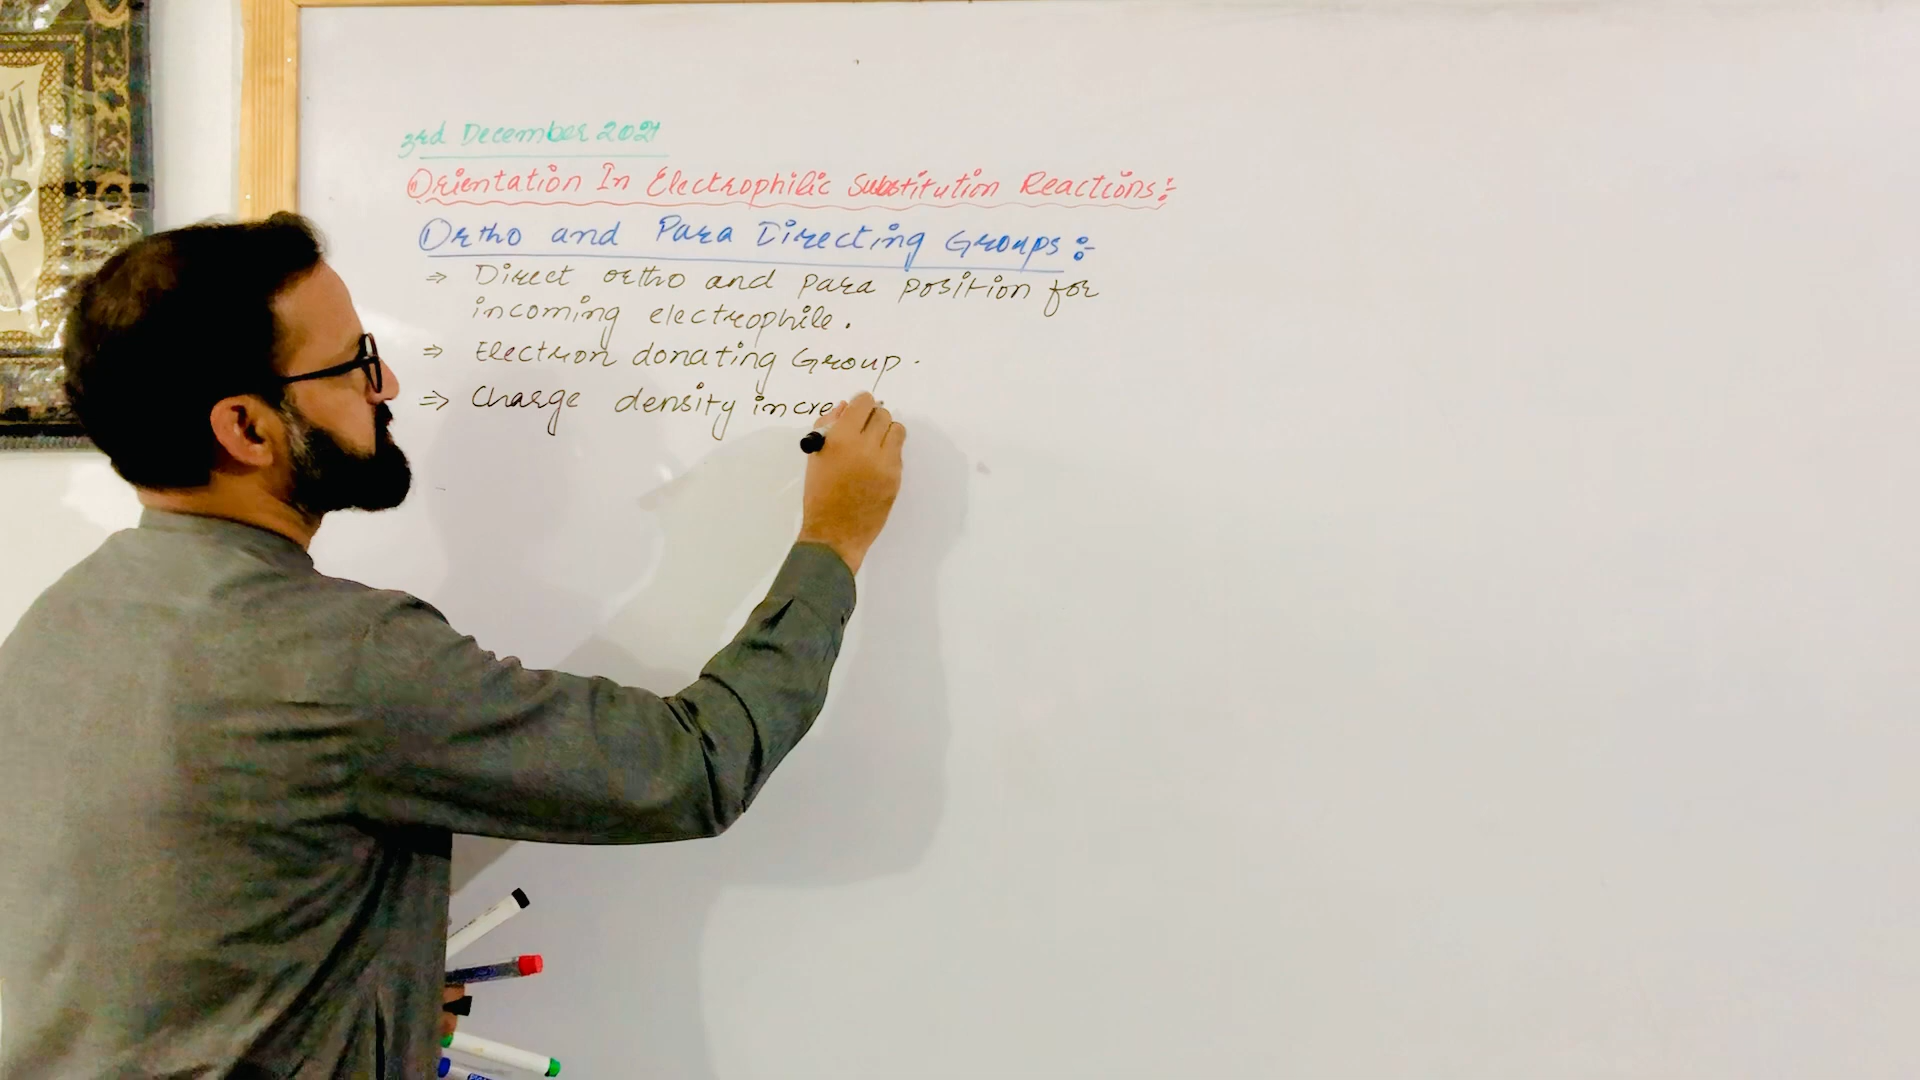 3rd December 2021
Orientation In Electrophilic Substitution Reactions:-
Ortho and Para Directing Groups:-
⇒ Direct ortho and para position for
incoming electrophile.
⇒ Electron donating Group.
⇒ Charge density incre